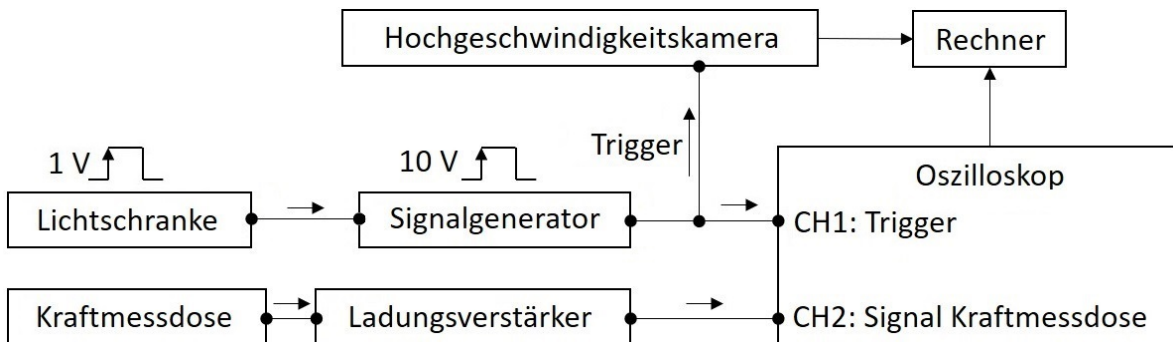 Hochgeschwindigkeitskamera
Rechner
Trigger
1 V
10 V
Oszilloskop
Lichtschranke
Signalgenerator
CH1: Trigger
Kraftmessdose
Ladungsverstärker
CH2: Signal Kraftmessdose